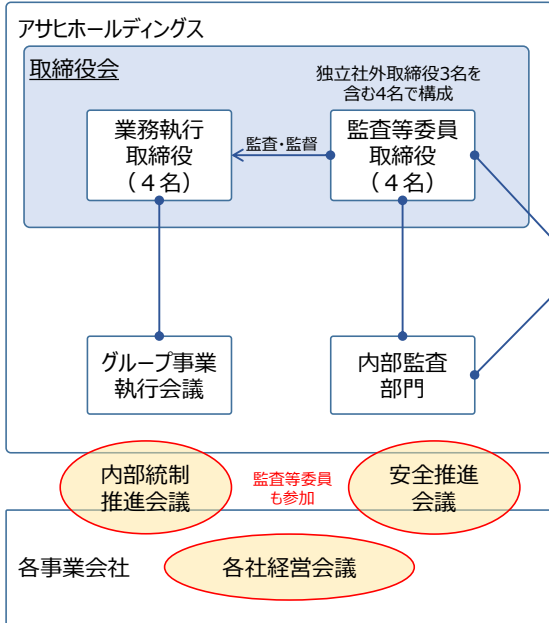 アサヒホールディングス
取締役会
独立社外取締役3名を
含む4名で構成
業務執行
取締役
（４名）
監査・監督
監査等委員
取締役
（４名）
グループ事業
執行会議
内部監査
部門
内部統制
推進会議
監査等委員
も参加
安全推進
会議
各事業会社
各社経営会議